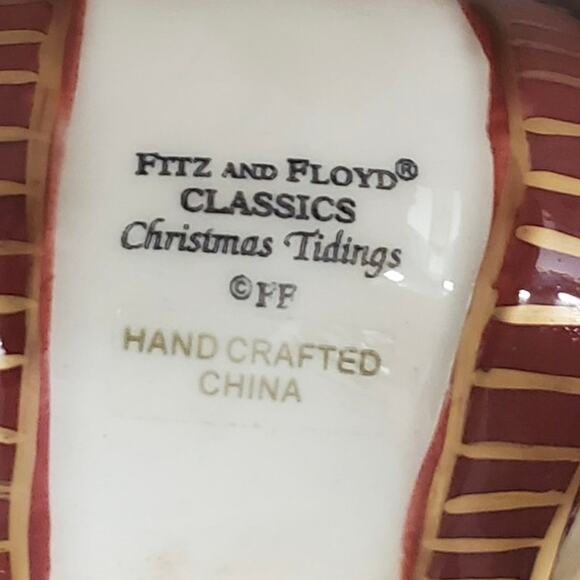 FITZ AND FLOYD®
CLASSICS
Christmas Tidings
©FF
HAND CRAFTED
CHINA